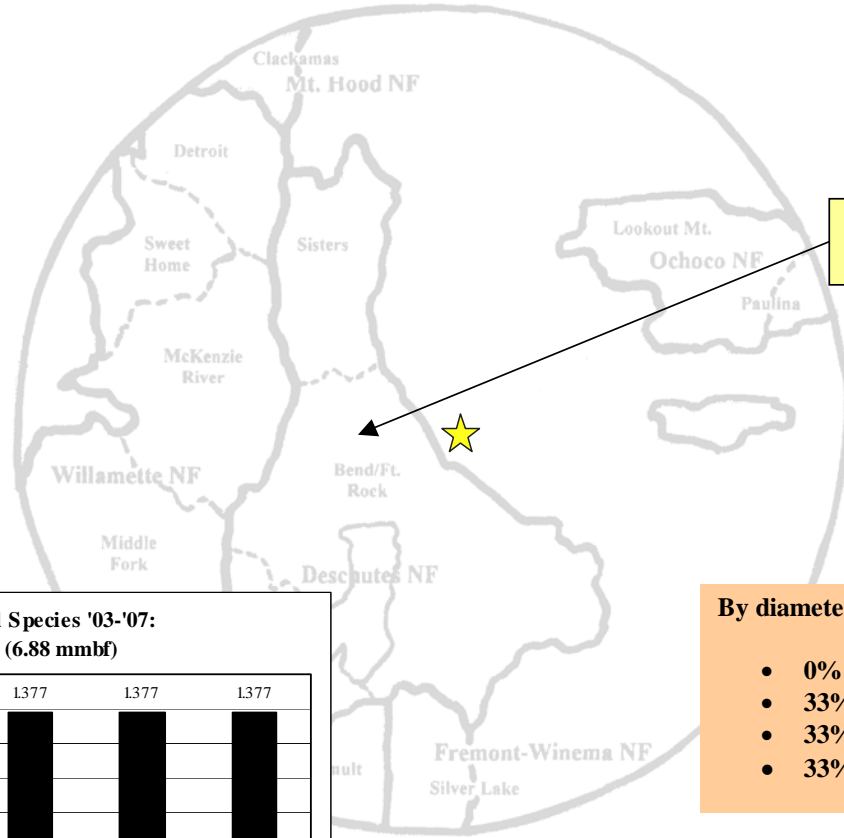 Clackamas
Mt. Hood NF
Detroit
Sweet
Home
Sisters
Lookout Mt.
Ochoco NF
Paulina
McKenzie
River
Willamette NF
Bend/Ft.
Rock
Middle
Fork
Deschutes NF
Species '03-'07:
(6.88 mmbf)
1.377 1.377 1.377
By
• 0%
• 33%
• 33%
• 33%
Fremont-Winema NF
Silver Lake